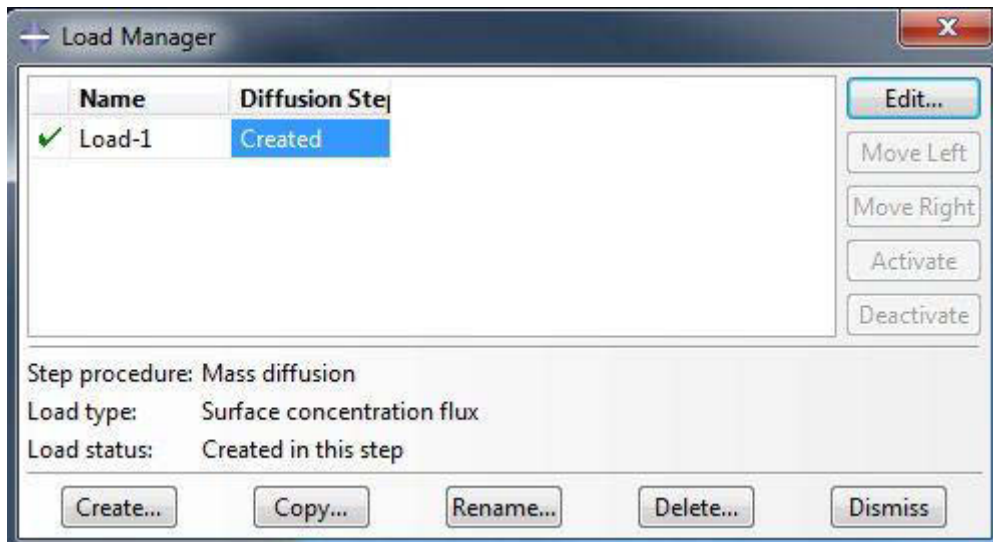 Load Manager
Name Diffusion Step
Load-1 Created
Edit...
Move Left
Move Right
Activate
Deactivate
Step procedure: Mass diffusion
Load type: Surface concentration flux
Load status: Created in this step
Create... Copy... Rename... Delete... Dismiss